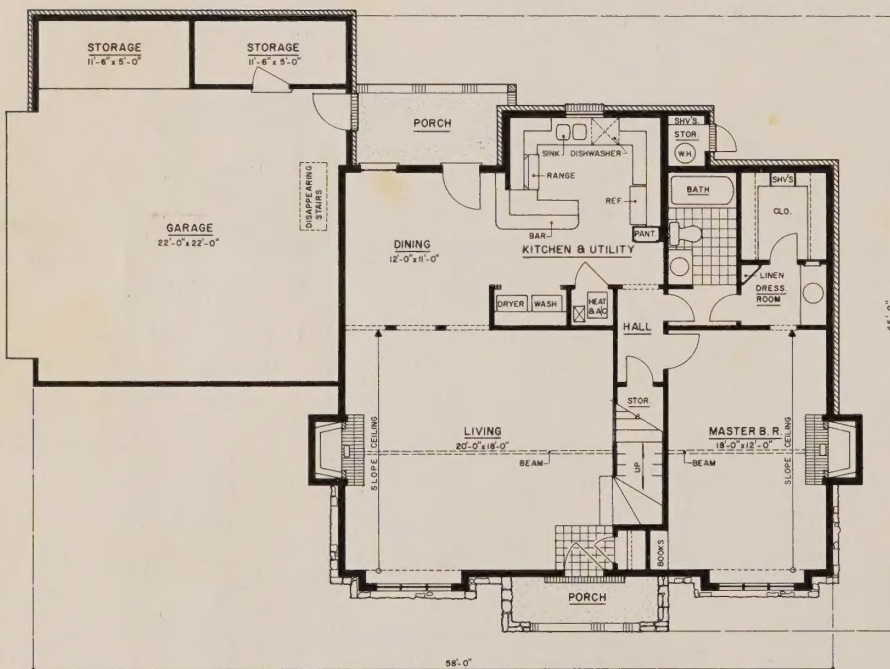 STORAGE
11'-6" x 5'-0"
STORAGE
11'-6" x 5'-0"
PORCH
SINK
DISHWASHER
SHV'S.
STOR.
W.H.
RANGE
REF.
BATH
SHV'S
CLO.
DISAPPEARING
STAIRS
GARAGE
22'-0" x 22'-0"
DINING
12'-0" x 11'-0"
BAR
PANT.
KITCHEN & UTILITY
LINEN
DRESS.
ROOM
DRYER
WASH
HEAT
& A/C
HALL
STOR.
LIVING
20'-0" x 18'-0"
MASTER B. R.
18'-0" x 12'-0"
SLOPE CEILING
BEAM
UP
BEAM
SLOPE CEILING
BOOKS
PORCH
58'-0"